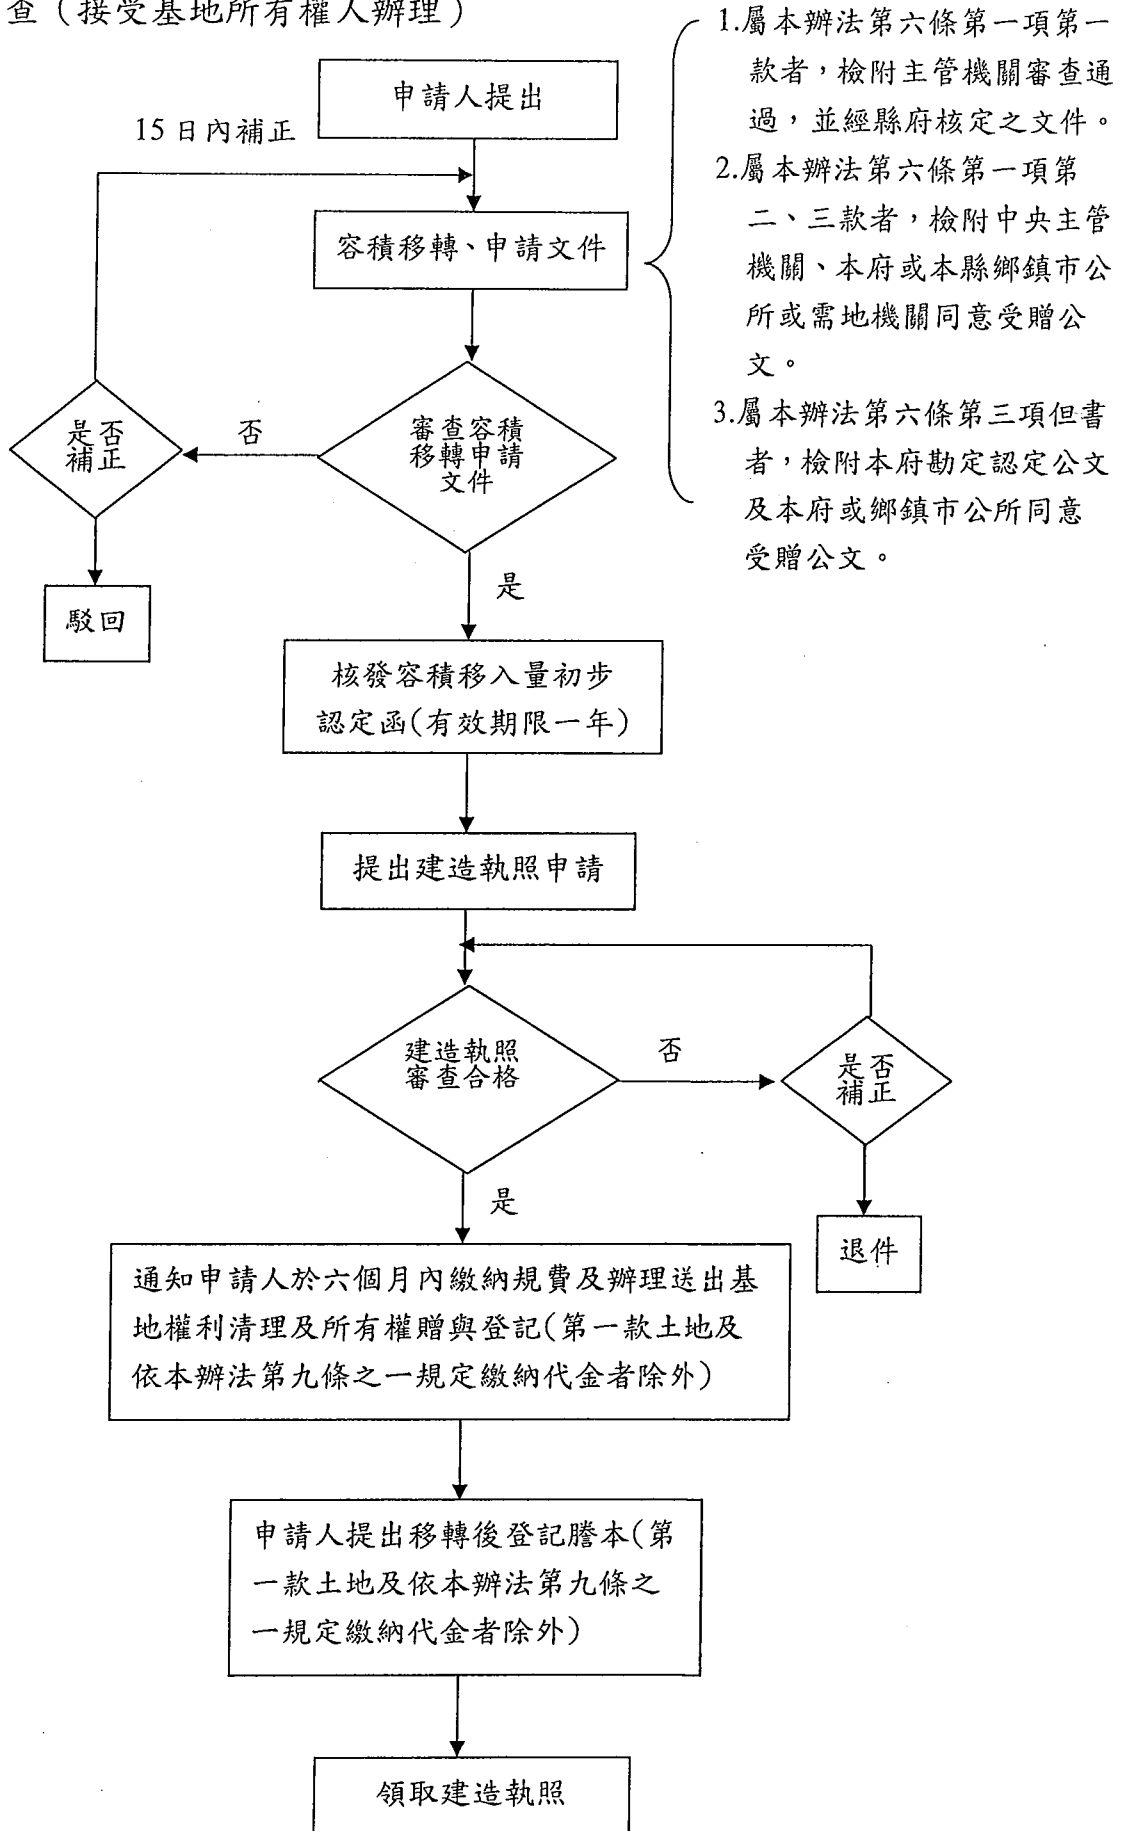 查（接受基地所有權人辦理）
申請人提出
15日內補正
容積移轉、申請文件
1.屬本辦法第六條第一項第一
款者，檢附主管機關審查通
過，並經縣府核定之文件。
2.屬本辦法第六條第一項第
二、三款者，檢附中央主管
機關、本府或本縣鄉鎮市公
所或需地機關同意受贈公
文。
3.屬本辦法第六條第三項但書
者，檢附本府勘定認定公文
及本府或鄉鎮市公所同意
受贈公文。
審查容積
移轉申請
文件
否
是否
補正
駁回
是
核發容積移入量初步
認定函(有效期限一年)
提出建造執照申請
建造執照
審查合格
否
是否
補正
退件
是
通知申請人於六個月內繳納規費及辦理送出基
地權利清理及所有權贈與登記(第一款土地及
依本辦法第九條之一規定繳納代金者除外)
申請人提出移轉後登記謄本(第
一款土地及依本辦法第九條之
一規定繳納代金者除外)
領取建造執照